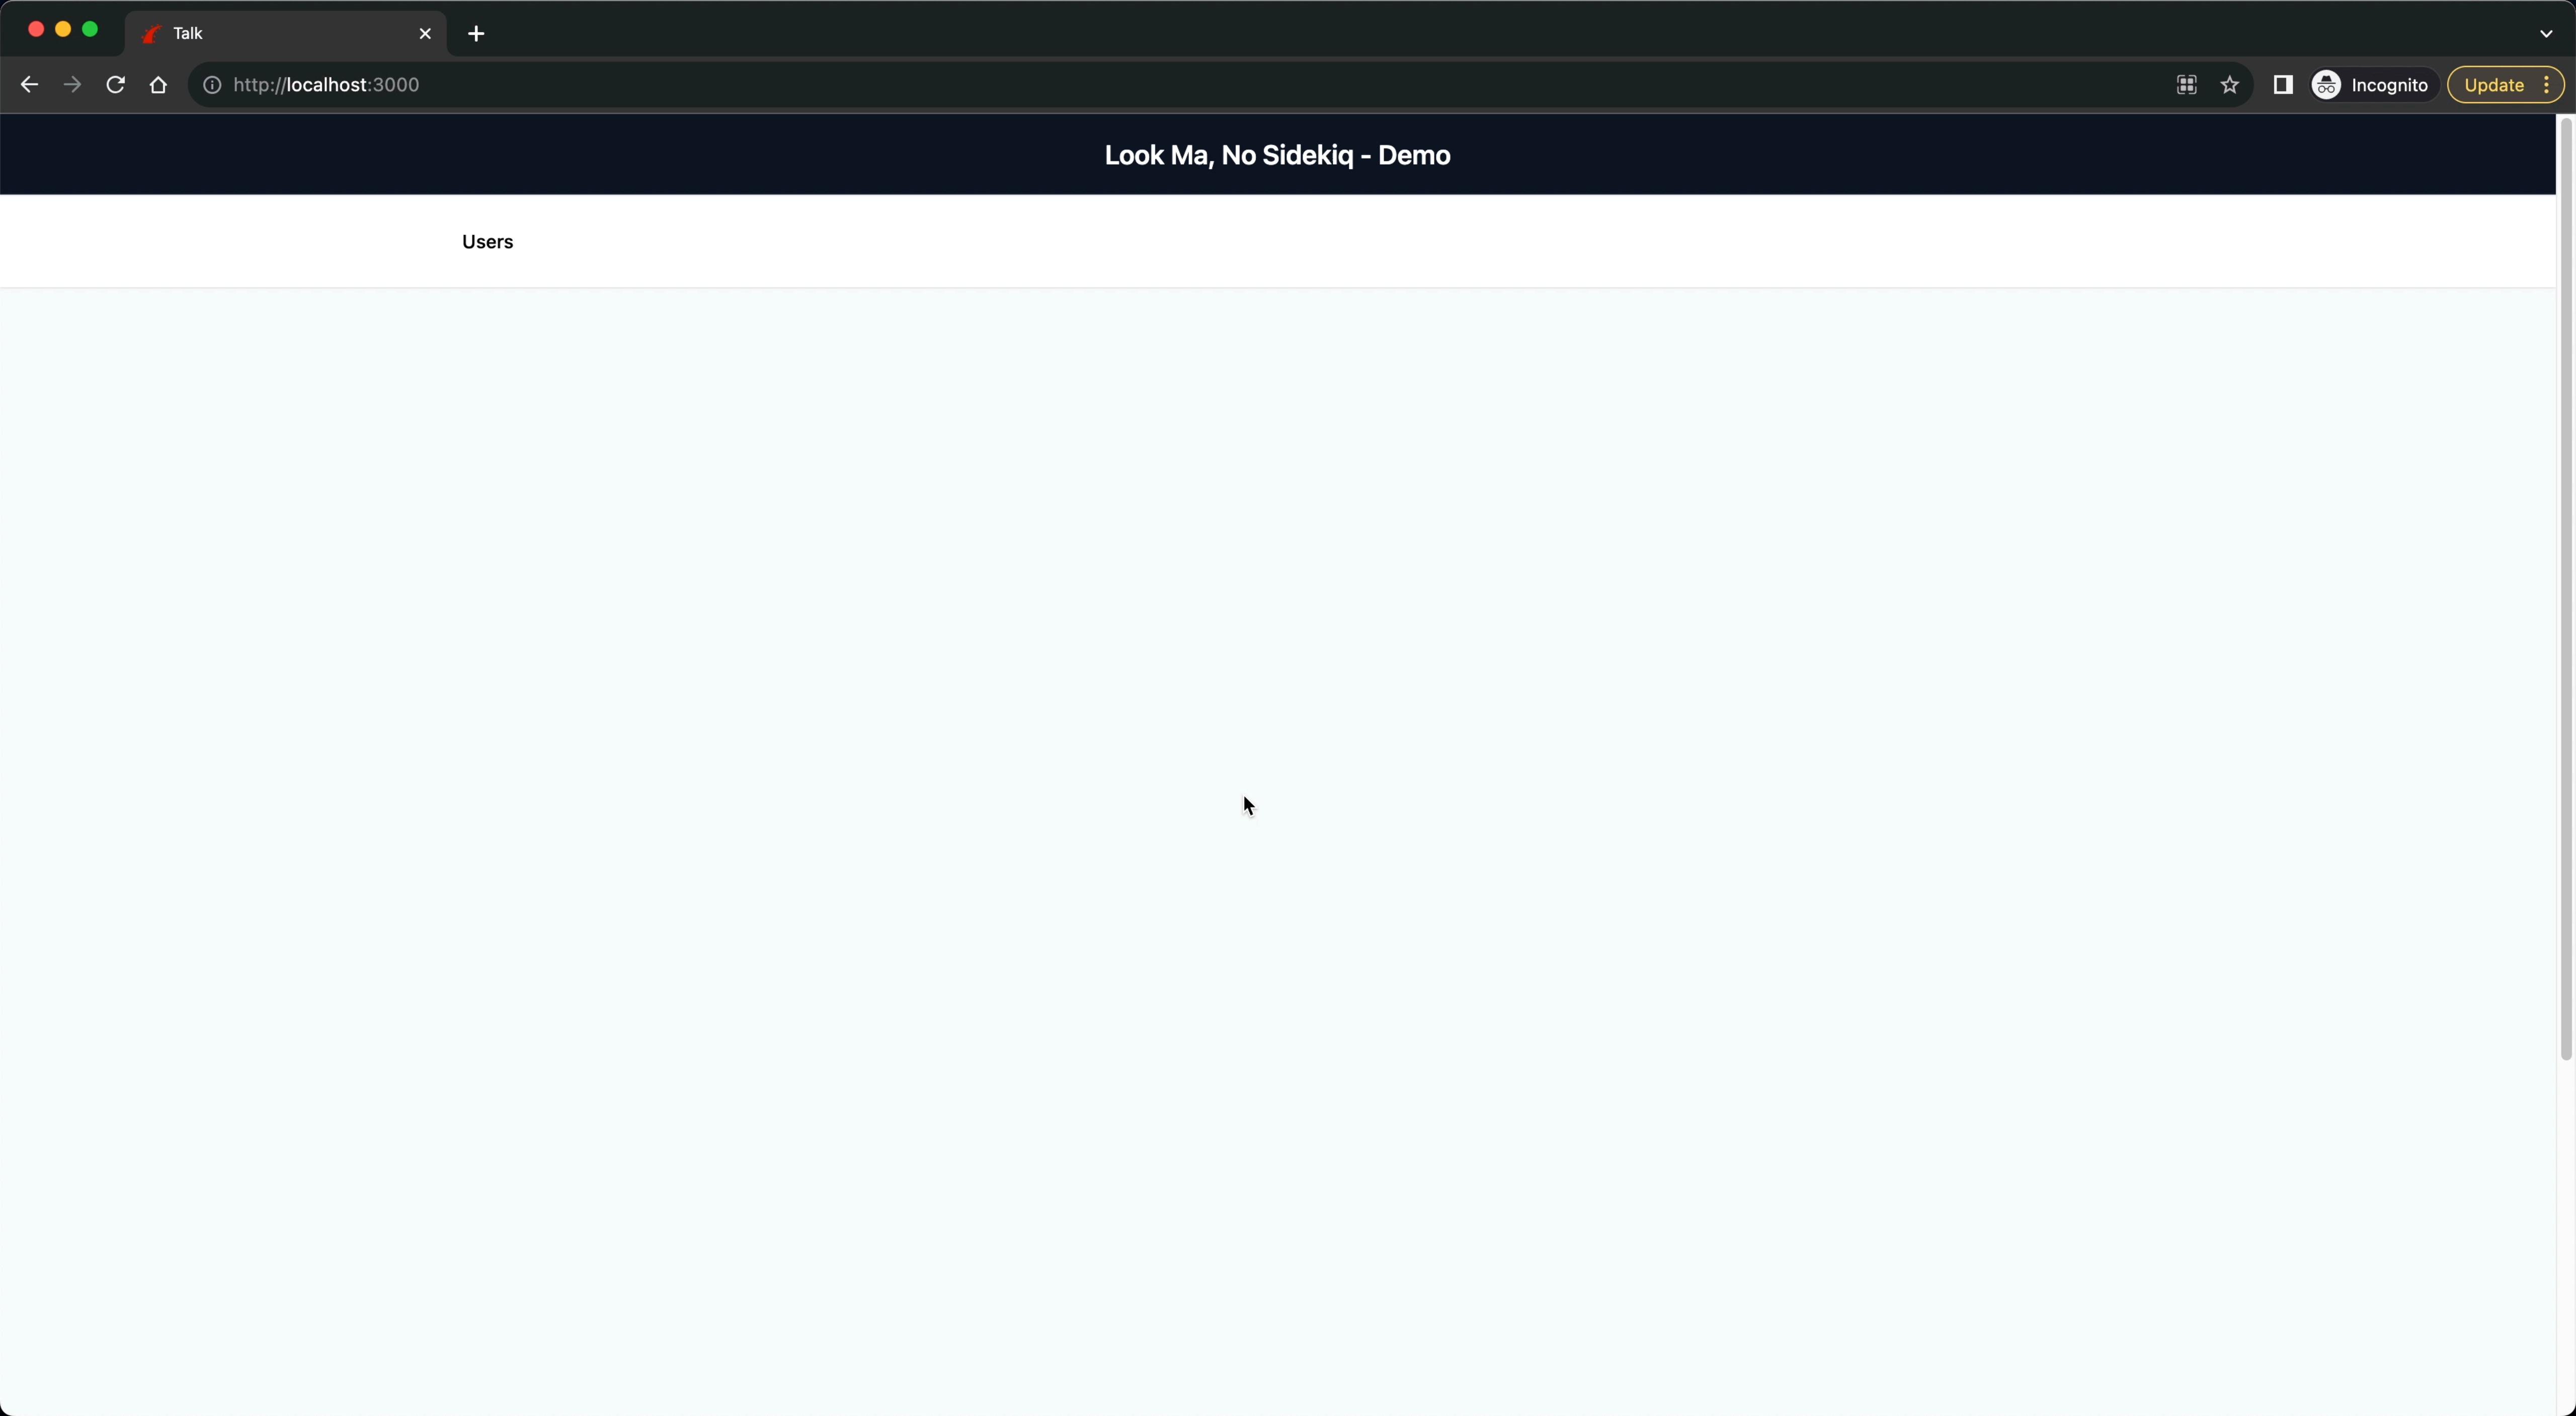 Talk
http://localhost:3000
Incognito
Update
Look Ma, No Sidekiq - Demo
Users